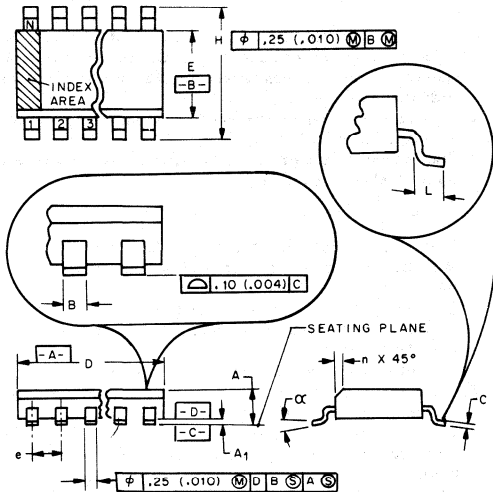 N
H
E
-B-
ϕ .25 (.010) Ⓜ B Ⓜ
INDEX
AREA
1 2 3
L
B
⌓ .10 (.004) C
SEATING PLANE
-A-
D
A
n X 45°
α
C
-D-
-C-
A1
e
ϕ .25 (.010) Ⓜ D B Ⓢ A Ⓢ